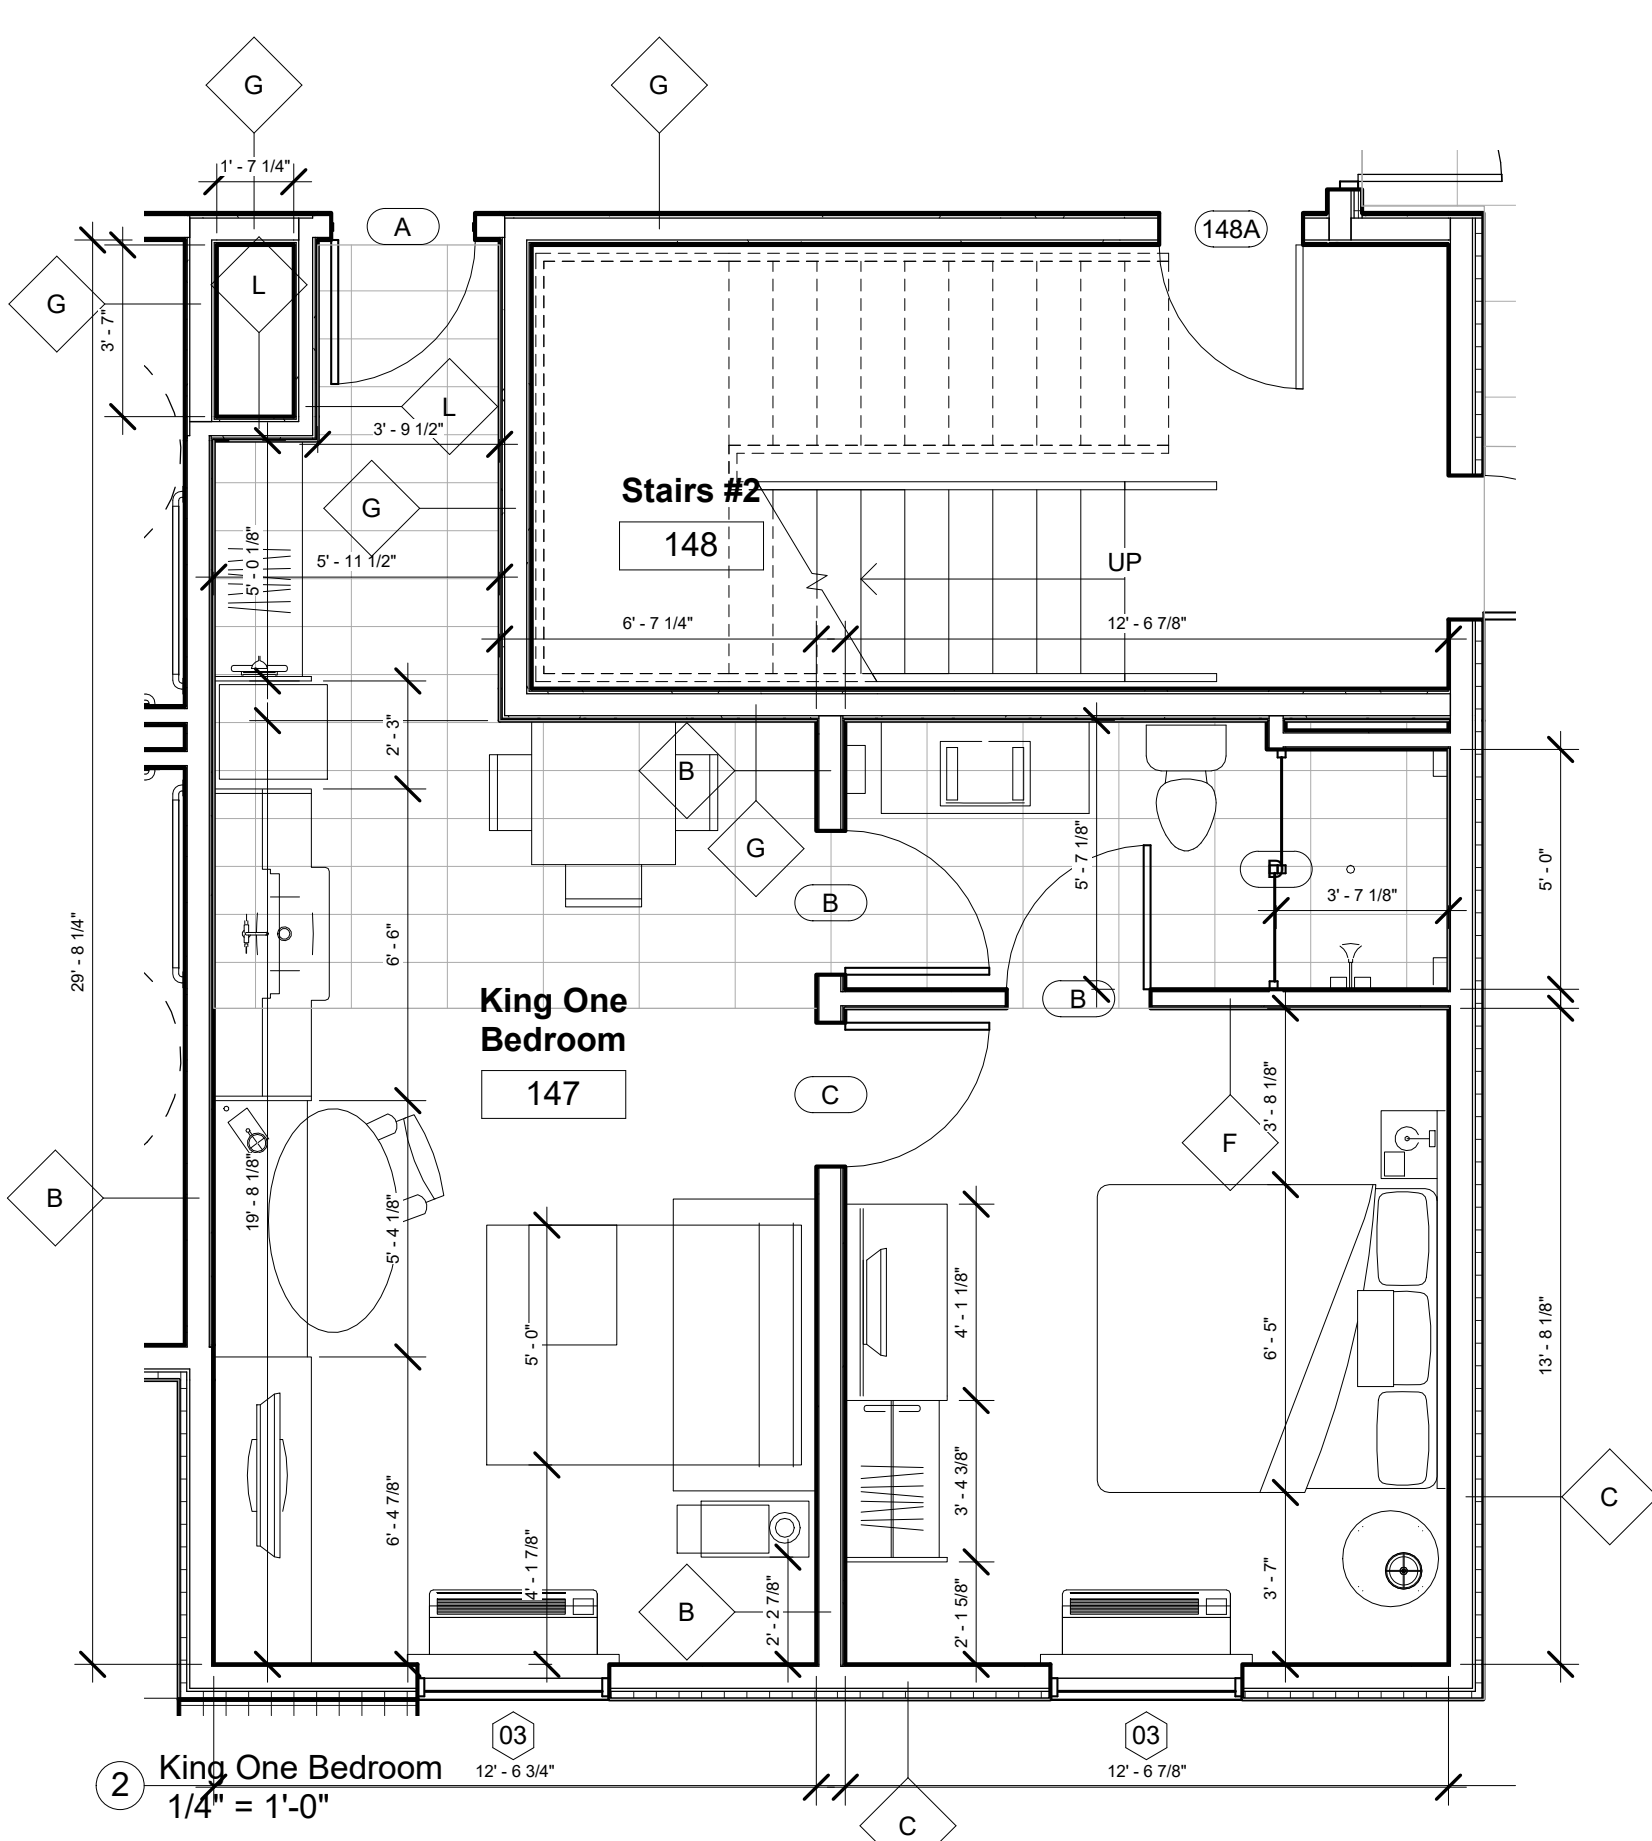 G
G
1' - 7 1/4"
A
148A
L
G
3' - 7"
L
3' - 9 1/2"
Stairs #2
G
148
5' - 0 1/8"
5' - 11 1/2"
UP
6' - 7 1/4"
12' - 6 7/8"
2' - 3"
B
G
5' - 7 1/8"
5' - 0"
3' - 7 1/8"
B
D
29' - 8 1/4"
6' - 6"
King One
Bedroom
B
147
C
3' - 8 1/8"
F
B
19' - 8 1/8"
5' - 4 1/8"
5' - 0"
4' - 1 1/8"
6' - 5"
13' - 8 1/8"
6' - 4 7/8"
3' - 4 3/8"
C
4' - 1 7/8"
B
2' - 2 7/8"
2' - 1 5/8"
3' - 7"
03
03
2
King One Bedroom
1/4" = 1'-0"
12' - 6 3/4"
12' - 6 7/8"
C